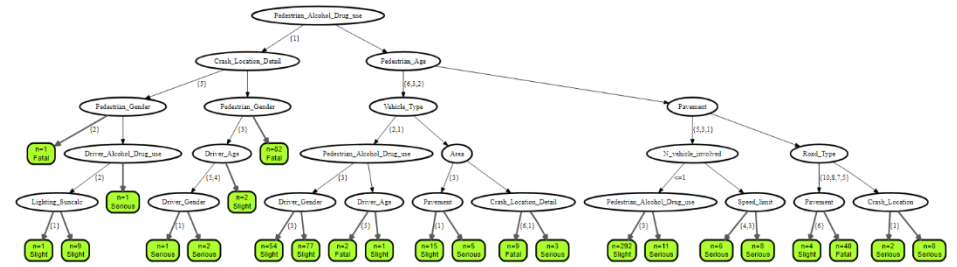 Pedestrian_Alcohol_Drug_use
{1}
Crash_Location_Detail
Pedestrian_Age
{5}
{6,3,2}
Pedestrian_Gender
Pedestrian_Gender
Vehicle_Type
Pavement
{2}
{3}
{2,1}
{5,3,1}
n=1
Fatal
Driver_Alcohol_Drug_use
Driver_Age
n=82
Fatal
Pedestrian_Alcohol_Drug_use
Area
N_vehicle_involved
Road_Type
{2}
{5,4}
{3}
{3}
<=1
{10,8,7,5}
Lighting_Suncalc
n=1
Serious
Driver_Gender
n=2
Slight
Driver_Gender
Driver_Age
Pavement
Crash_Location_Detail
Pedestrian_Alcohol_Drug_use
Speed_limit
Pavement
Crash_Location
{1}
{1}
{3}
{5}
{1}
{6,1}
{3}
{4,3}
{6}
{1}
n=1
Slight
n=9
Slight
n=1
Serious
n=2
Serious
n=54
Slight
n=77
Slight
n=2
Fatal
n=1
Slight
n=15
Slight
n=5
Serious
n=9
Fatal
n=3
Serious
n=292
Slight
n=11
Serious
n=6
Serious
n=8
Serious
n=4
Slight
n=40
Fatal
n=2
Serious
n=8
Serious